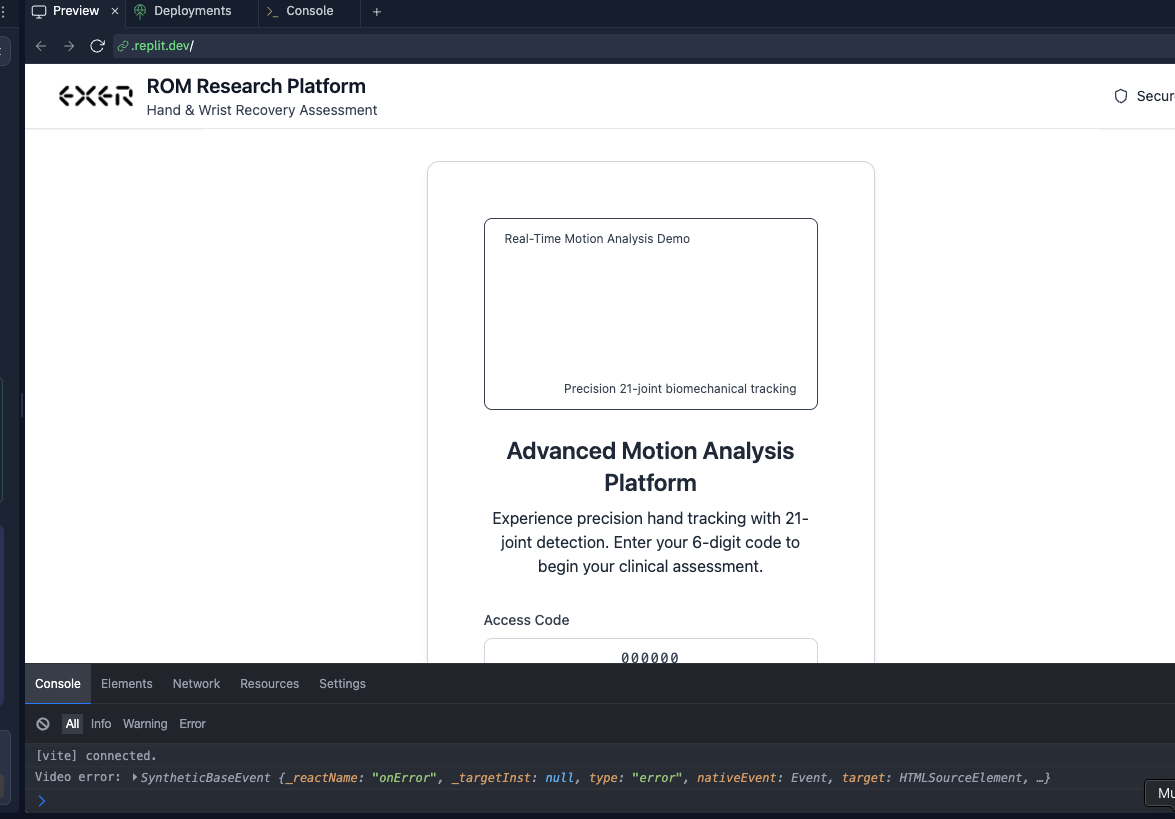 Preview
Deployments
Console
.replit.dev/
EXER
ROM Research Platform
Hand & Wrist Recovery Assessment
Real-Time Motion Analysis Demo
Precision 21-joint biomechanical tracking
Advanced Motion Analysis
Platform
Experience precision hand tracking with 21-
joint detection. Enter your 6-digit code to
begin your clinical assessment.
Access Code
000000
Console Elements Network Resources Settings
All Info Warning Error
[vite] connected.
Video error: SyntheticBaseEvent {_reactName: "onError", _targetInst: null, type: "error", nativeEvent: Event, target: HTMLSourceElement, …}